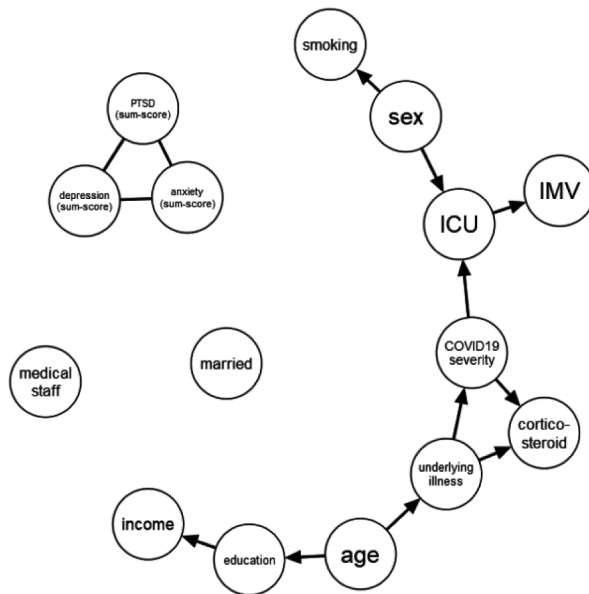 smoking
PTSD
(sum-score)
sex
depression
(sum-score)
anxiety
(sum-score)
IMV
ICU
COVID19
severity
married
medical
staff
cortico-
steroid
underlying
illness
income
education
age